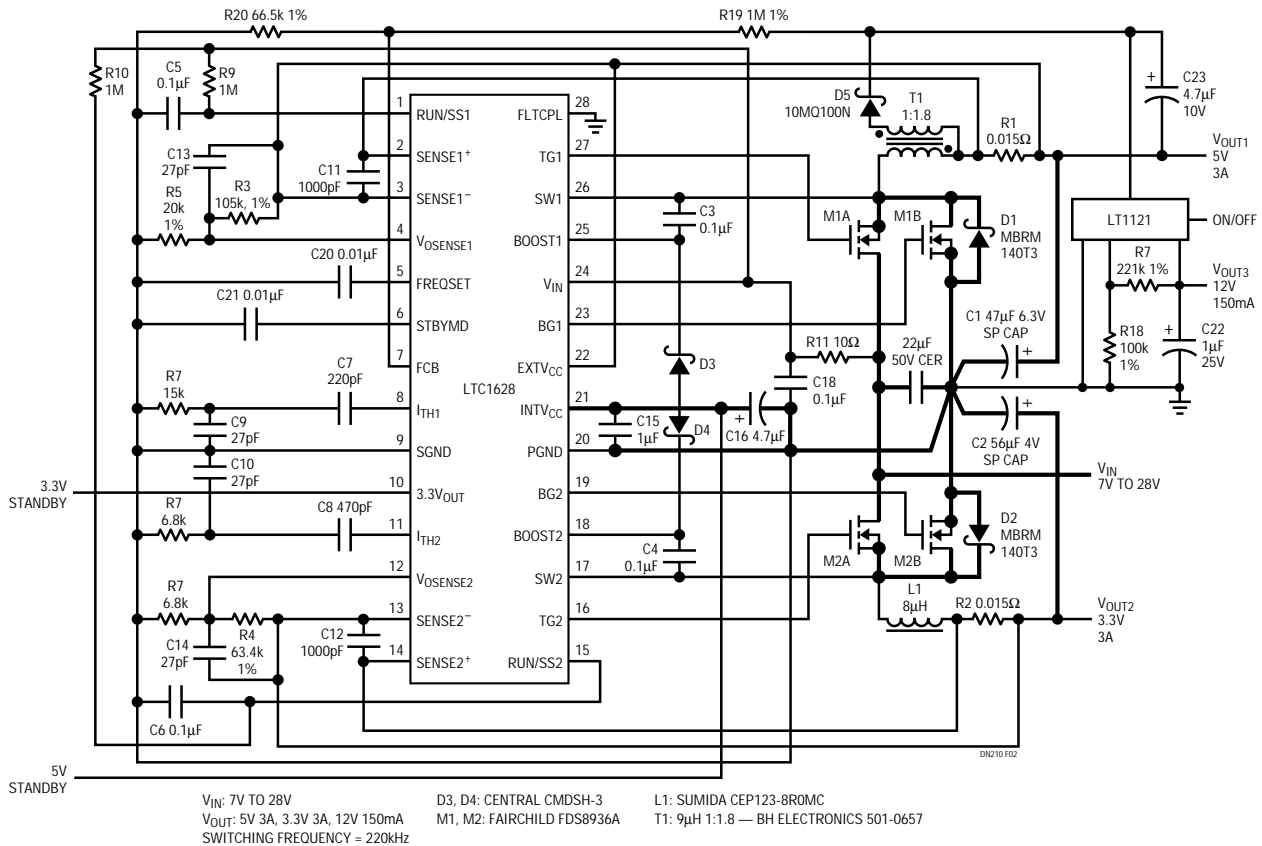 R20 66.5k 1%
R19 1M 1%
R10
1M
C5
0.1µF
R9
1M
D5
10MQ100N
T1
1:1.8
R1
0.015Ω
+
C23
4.7µF
10V
VOUT1
5V
3A
C13
27pF
R5
20k
1%
R3
105k, 1%
C11
1000pF
1
RUN/SS1
2
SENSE1+
3
SENSE1−
4
VOSENSE1
5
FREQSET
6
STBYMD
7
FCB
8
ITH1
9
SGND
10
3.3VOUT
11
ITH2
12
VOSENSE2
13
SENSE2−
14
SENSE2+
LTC1628
28
FLTCPL
27
TG1
26
SW1
25
BOOST1
24
VIN
23
BG1
22
EXTVCC
21
INTVCC
20
PGND
19
BG2
18
BOOST2
17
SW2
16
TG2
15
RUN/SS2
C20 0.01µF
C21 0.01µF
R7
15k
C7
220pF
C9
27pF
C10
27pF
3.3V
STANDBY
R7
6.8k
C8 470pF
R7
6.8k
C14
27pF
R4
63.4k
1%
C12
1000pF
C6 0.1µF
5V
STANDBY
C3
0.1µF
D3
D4
C15
1µF
+
C16 4.7µF
C18
0.1µF
R11 10Ω
22µF
50V CER
C4
0.1µF
M1A
M1B
D1
MBRM
140T3
LT1121
ON/OFF
R7
221k 1%
VOUT3
12V
150mA
R18
100k
1%
+
C22
1µF
25V
C1 47µF 6.3V
SP CAP
+
+
C2 56µF 4V
SP CAP
VIN
7V TO 28V
M2A
M2B
D2
MBRM
140T3
L1
8µH
R2 0.015Ω
VOUT2
3.3V
3A
DN210 F02
VIN: 7V TO 28V
VOUT: 5V 3A, 3.3V 3A, 12V 150mA
SWITCHING FREQUENCY = 220kHz
D3, D4: CENTRAL CMDSH-3
M1, M2: FAIRCHILD FDS8936A
L1: SUMIDA CEP123-8R0MC
T1: 9µH 1:1.8 — BH ELECTRONICS 501-0657